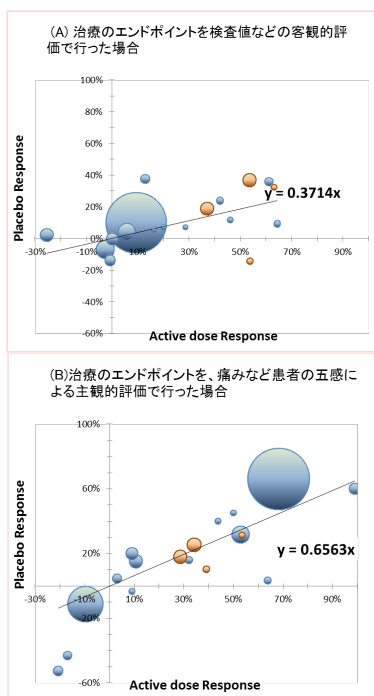 (A) 治療のエンドポイントを検査値などの客観的評
価で行った場合
100%
80%
60%
40%
20%
0%
-20%
-40%
-60%
-30%
-10%
10%
30%
50%
70%
90%
y = 0.3714x
Placebo Response
Active dose Response
(B)治療のエンドポイントを、痛みなど患者の五感に
よる主観的評価で行った場合
100%
60%
20%
-20%
-60%
-30%
-10%
10%
30%
50%
70%
90%
y = 0.6563x
Placebo Response
Active dose Response